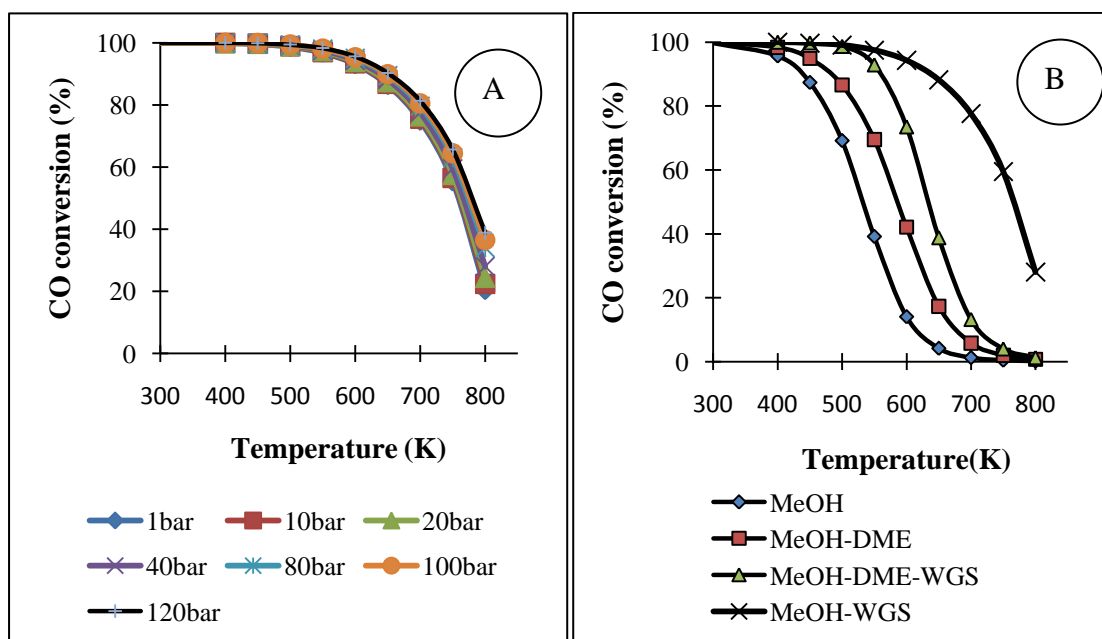 A
CO conversion (%)
100
80
60
40
20
0
300 400 500 600 700 800
Temperature (K)
1bar 10bar 20bar
40bar 80bar 100bar
120bar
B
CO conversion (%)
100
80
60
40
20
0
300 400 500 600 700 800
Temperature(K)
MeOH
MeOH-DME
MeOH-DME-WGS
MeOH-WGS